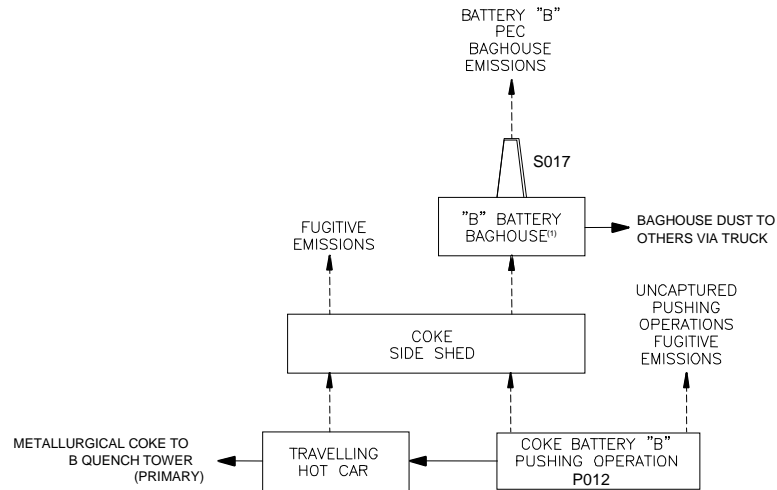 BATTERY "B"
PEC
BAGHOUSE
EMISSIONS
S017
"B" BATTERY
BAGHOUSE(1)
BAGHOUSE DUST TO
OTHERS VIA TRUCK
FUGITIVE
EMISSIONS
UNCAPTURED
PUSHING
OPERATIONS
FUGITIVE
EMISSIONS
COKE
SIDE SHED
METALLURGICAL COKE TO
B QUENCH TOWER
(PRIMARY)
TRAVELLING
HOT CAR
COKE BATTERY "B"
PUSHING OPERATION
P012